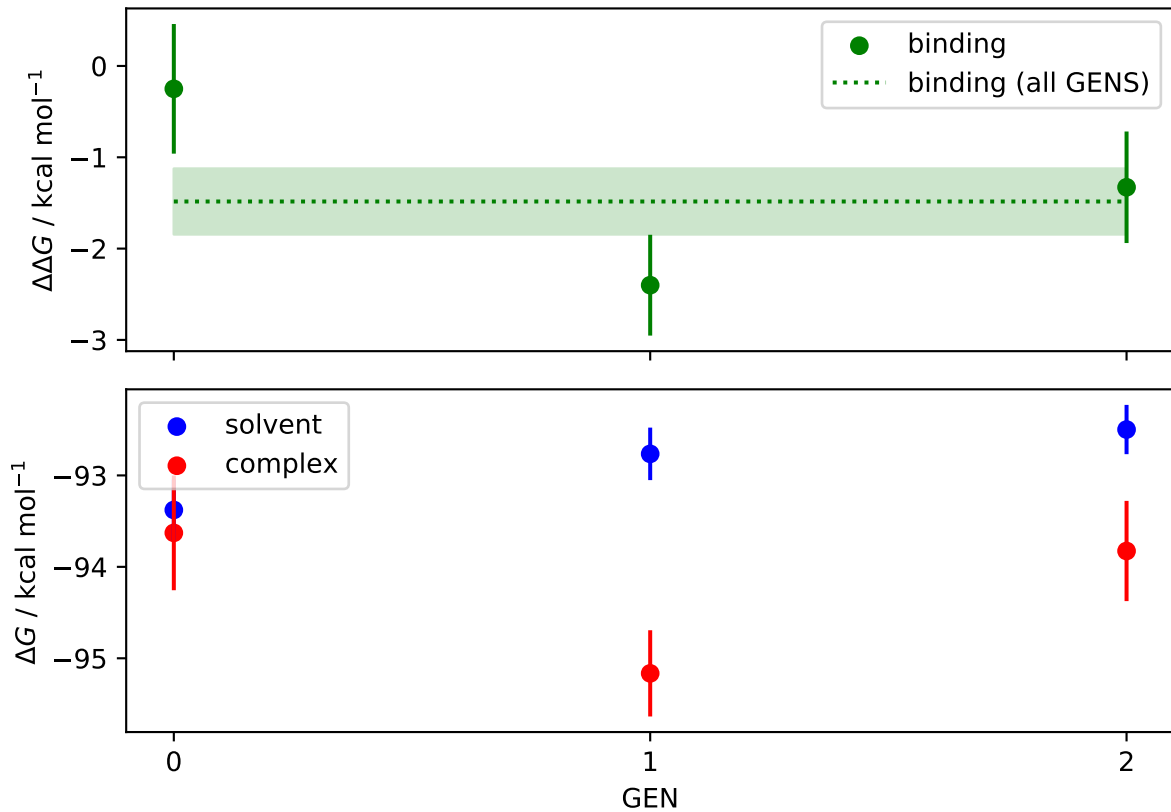 0
−1
−2
−3
ΔΔG / kcal mol⁻¹
binding
binding (all GENS)
−93
−94
−95
ΔG / kcal mol⁻¹
solvent
complex
0 1 2
GEN